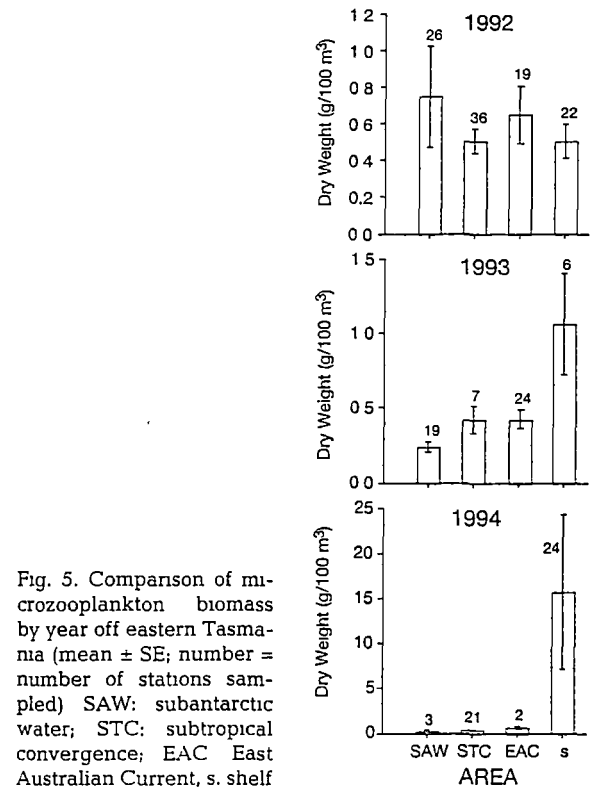 1992
Dry Weight (g/100 m³)
1 2
1 0
0 8
0 6
0 4
0.2
0 0
26
36
19
22
1993
Dry Weight (g/100 m³)
1 5
1 0
0 5
0 0
19
7
24
6
1994
Dry Weight (g/100 m³)
25
20
15
10
5
0
3
21
2
24
SAW STC EAC s
AREA
Fig. 5. Comparison of mi-
crozooplankton biomass
by year off eastern Tasma-
nia (mean ± SE; number =
number of stations sam-
pled) SAW: subantarctic
water; STC: subtropical
convergence; EAC East
Australian Current, s. shelf